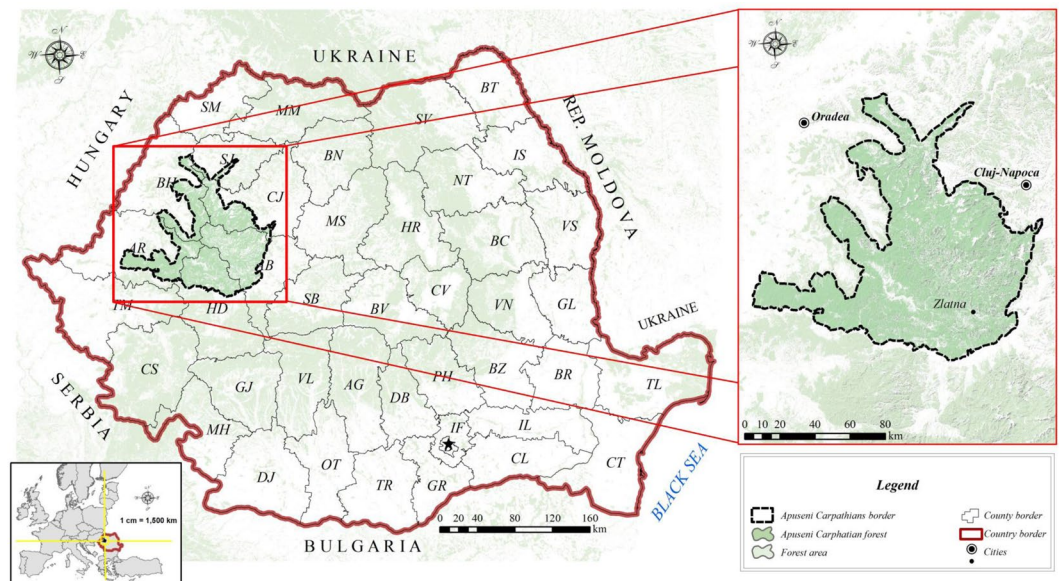 N
W E
S
UKRAINE
HUNGARY
REP. MOLDOVA
SM
MM
SV
BT
BN
IS
SJ
BH
CJ
NT
MS
HR
VS
BC
AR
AB
TM
HD
SB
BV
CV
VN
GL
UKRAINE
CS
GJ
VL
AG
PH
DB
BZ
BR
TL
SERBIA
MH
IF
B
IL
DJ
OT
TR
GR
CL
CT
BLACK SEA
BULGARIA
0 10 20 40 60 80 120 160
km
1 cm = 1,500 km
N
W E
S
Oradea
Cluj-Napoca
Zlatna
0 10 20 40 60 80
km
Legend
Apuseni Carpathians border
Apuseni Carphatian forest
Forest area
County border
Country border
Cities